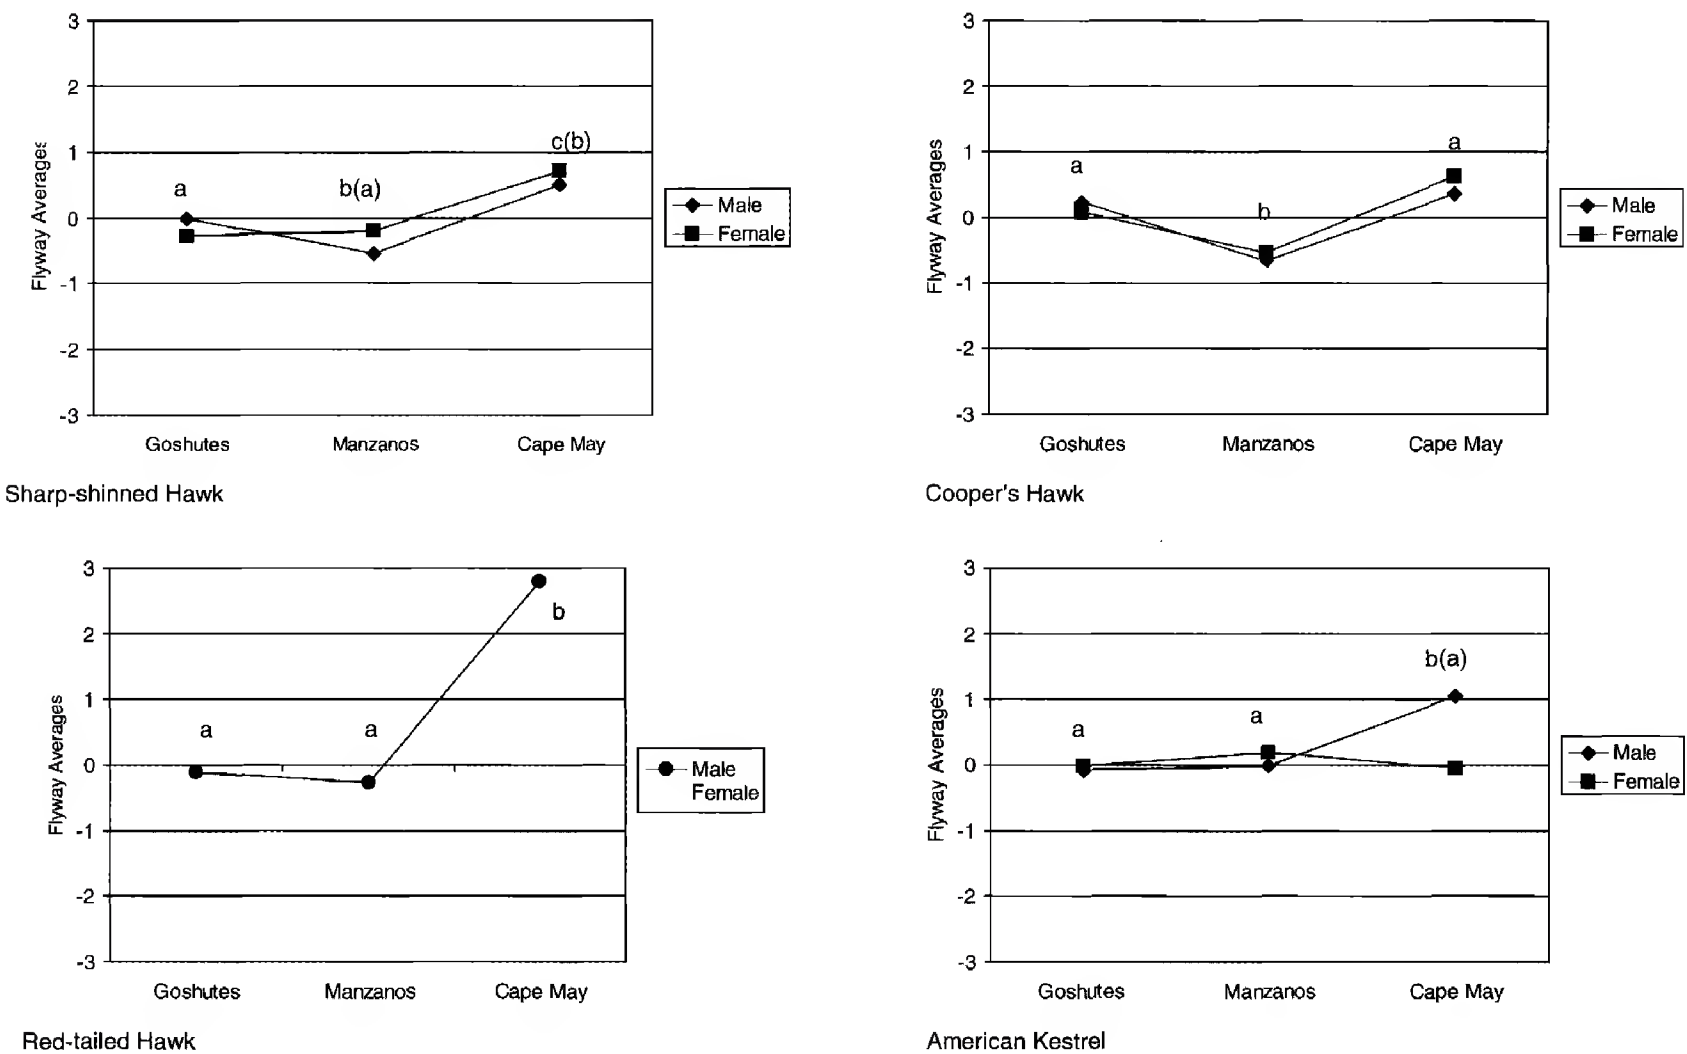 3
2
1
0
-1
-2
-3
Flyway Averages
a
b(a)
c(b)
Goshutes
Manzanos
Cape May
Male
Female
Sharp-shinned Hawk
3
2
1
0
-1
-2
-3
Flyway Averages
a
b
a
Goshutes
Manzanos
Cape May
Male
Female
Cooper's Hawk
3
2
1
0
-1
-2
-3
Flyway Averages
a
a
b
Goshutes
Manzanos
Cape May
Male
Female
Red-tailed Hawk
3
2
1
0
-1
-2
-3
Flyway Averages
a
a
b(a)
Goshutes
Manzanos
Cape May
Male
Female
American Kestrel